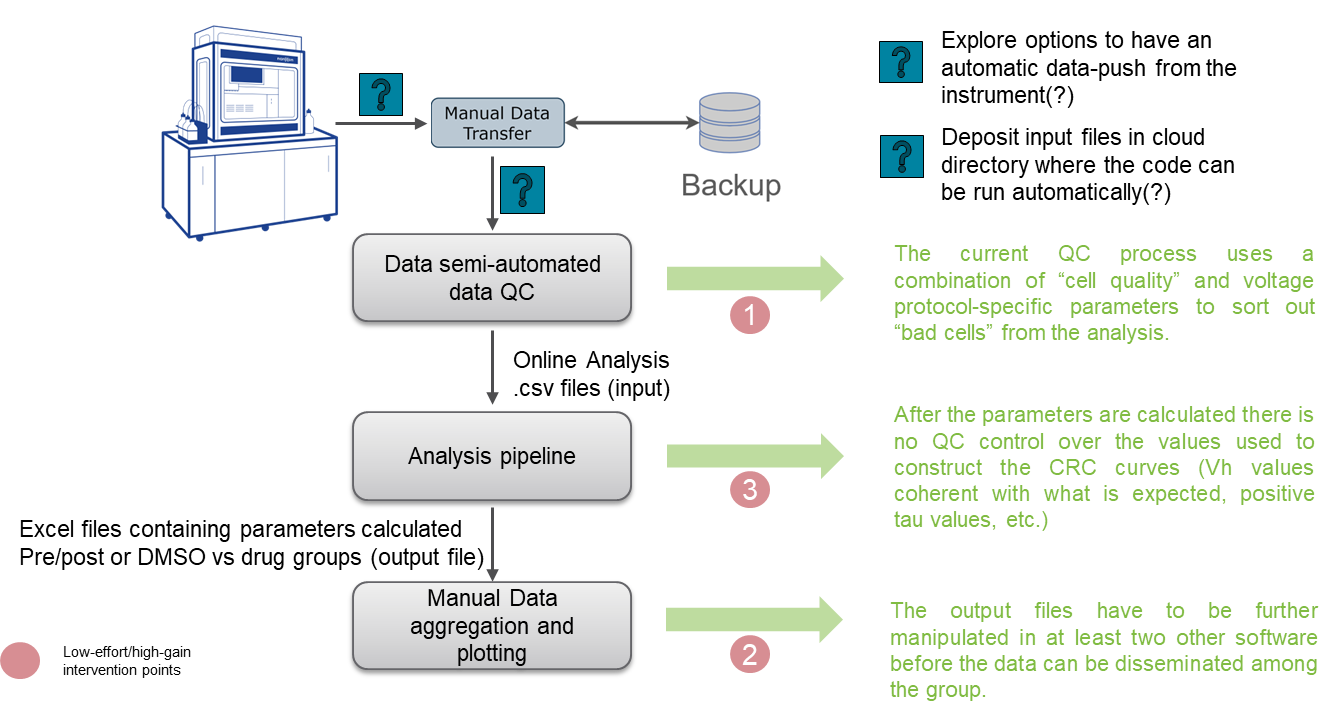 ?
Manual Data
Transfer
Backup
?
? Explore options to have an
automatic data-push from the
instrument(?)
? Deposit input files in cloud
directory where the code can
be run automatically(?)
Data semi-automated
data QC
1
The current QC process uses a
combination of “cell quality” and voltage
protocol-specific parameters to sort out
“bad cells” from the analysis.
Online Analysis
.csv files (input)
Analysis pipeline
3
After the parameters are calculated there is
no QC control over the values used to
construct the CRC curves (Vh values
coherent with what is expected, positive
tau values, etc.)
Excel files containing parameters calculated
Pre/post or DMSO vs drug groups (output file)
Manual Data
aggregation and
plotting
2
The output files have to be further
manipulated in at least two other software
before the data can be disseminated among
the group.
Low-effort/high-gain
intervention points